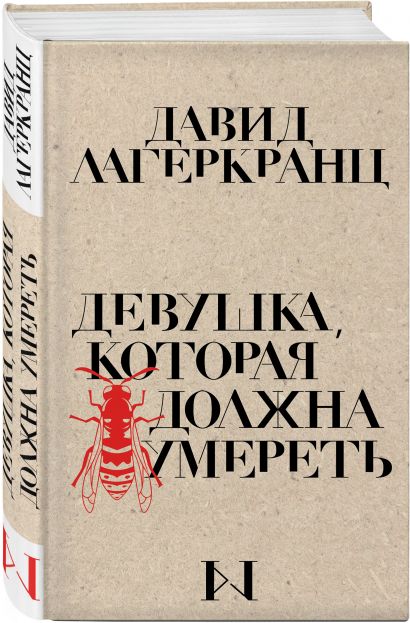 ДАВИД
ЛАГЕРКРАНЦ
ДЕВУШКА,
КОТОРАЯ
ДОЛЖНА
УМЕРЕТЬ
ДАВИД
ЛАГЕРКРАНЦ
ДЕВУШКА, КОТОРАЯ
ДОЛЖНА УМЕРЕТЬ